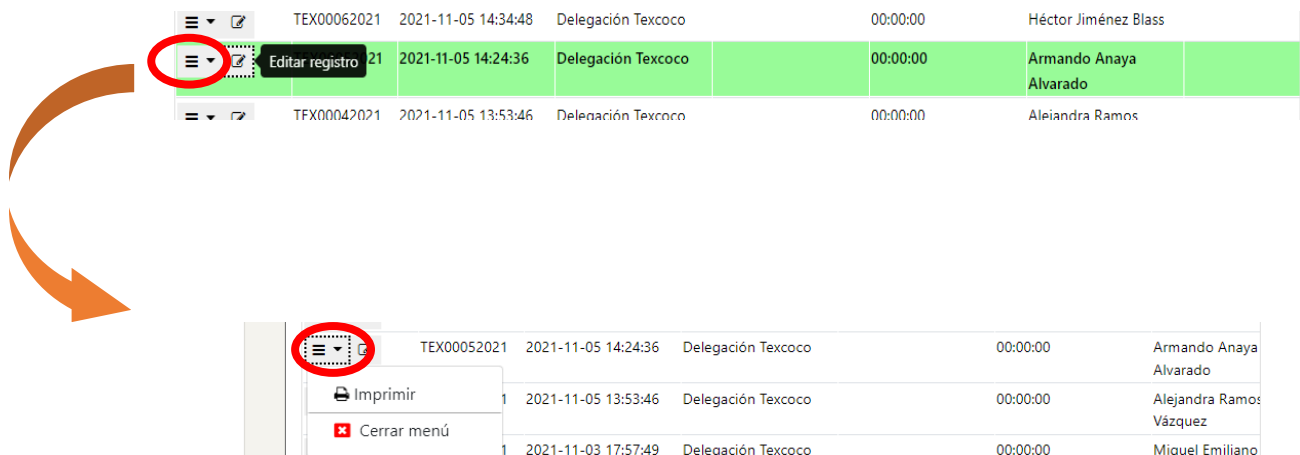 TEX00062021 2021-11-05 14:34:48 Delegación Texcoco 00:00:00 Héctor Jiménez Blass
Editar registro 21 2021-11-05 14:24:36 Delegación Texcoco 00:00:00 Armando Anaya
Alvarado
TEX00042021 2021-11-05 13:53:46 Delegación Texcoco 00:00:00 Alejandra Ramos
TEX00052021 2021-11-05 14:24:36 Delegación Texcoco 00:00:00 Armando Anaya
Alvarado
Imprimir
1 2021-11-05 13:53:46 Delegación Texcoco 00:00:00 Alejandra Ramos
Vázquez
Cerrar menú
1 2021-11-03 17:57:49 Delegación Texcoco 00:00:00 Miguel Emiliano